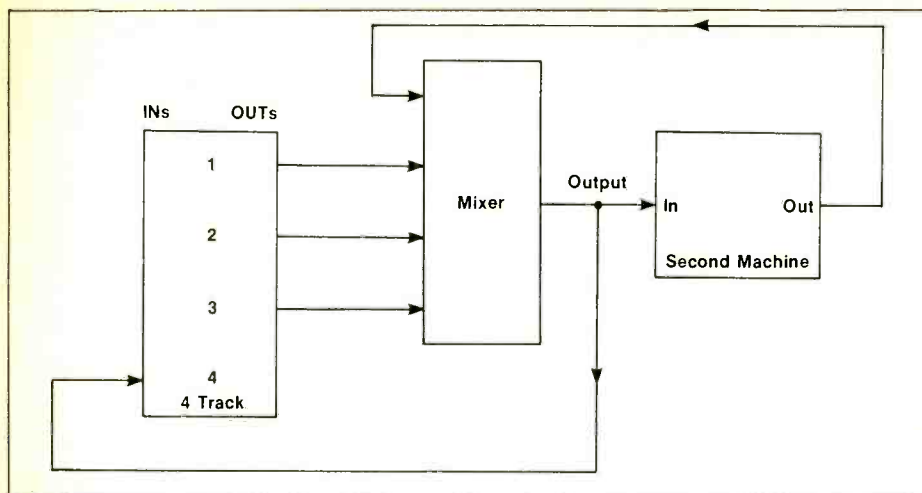 INs OUTs
1
2
3
4
4 Track
Mixer
Output
In Out
Second Machine